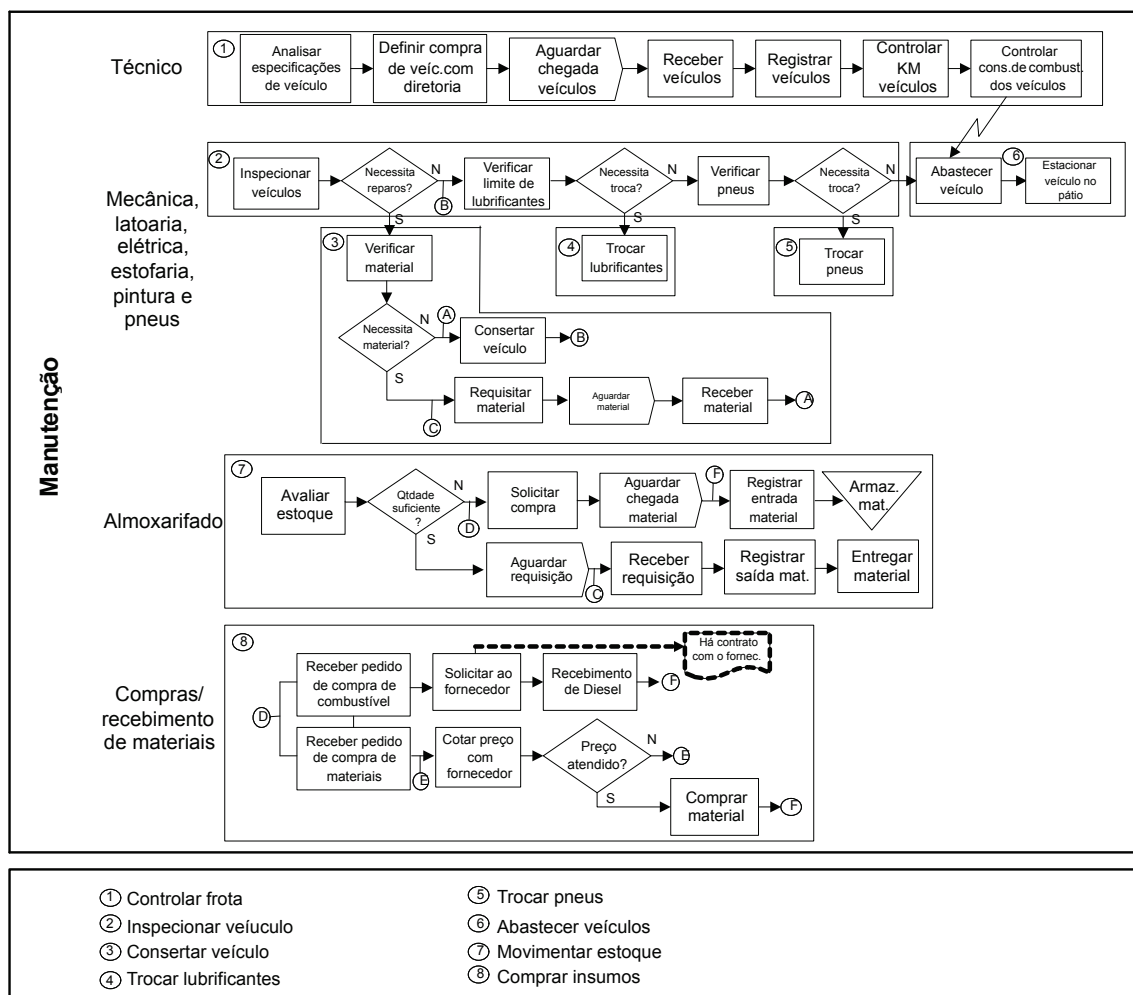 Manutenção
Técnico
1
Analisar
especificações
de veículo
Definir compra
de veíc.com
diretoria
Aguardar
chegada
veículos
Receber
veículos
Registrar
veículos
Controlar
KM
veículos
Controlar
cons.de combust.
dos veículos
Mecânica,
latoaria,
elétrica,
estofaria,
pintura e
pneus
2
Inspecionar
veículos
Necessita
reparos?
N
S
B
Verificar
limite de
lubrificantes
Necessita
troca?
N
S
Verificar
pneus
Necessita
troca?
N
S
6
Abastecer
veículo
Estacionar
veículo no
pátio
3
Verificar
material
4
Trocar
lubrificantes
5
Trocar
pneus
Necessita
material?
N
S
A
Consertar
veículo
B
C
Requisitar
material
Aguardar
material
Receber
material
A
Almoxarifado
7
Avaliar
estoque
Qtdade
suficiente
?
N
S
D
Solicitar
compra
Aguardar
chegada
material
F
Registrar
entrada
material
Armaz.
mat.
Aguardar
requisição
C
Receber
requisição
Registrar
saída mat.
Entregar
material
Compras/
recebimento
de materiais
8
D
Receber pedido
de compra de
combustível
Solicitar ao
fornecedor
Recebimento
de Diesel
F
Há contrato
com o fornec.
Receber pedido
de compra de
materiais
E
Cotar preço
com
fornecedor
Preço
atendido?
N
S
E
Comprar
material
F
1 Controlar frota
2 Inspecionar veíuculo
3 Consertar veículo
4 Trocar lubrificantes
5 Trocar pneus
6 Abastecer veículos
7 Movimentar estoque
8 Comprar insumos